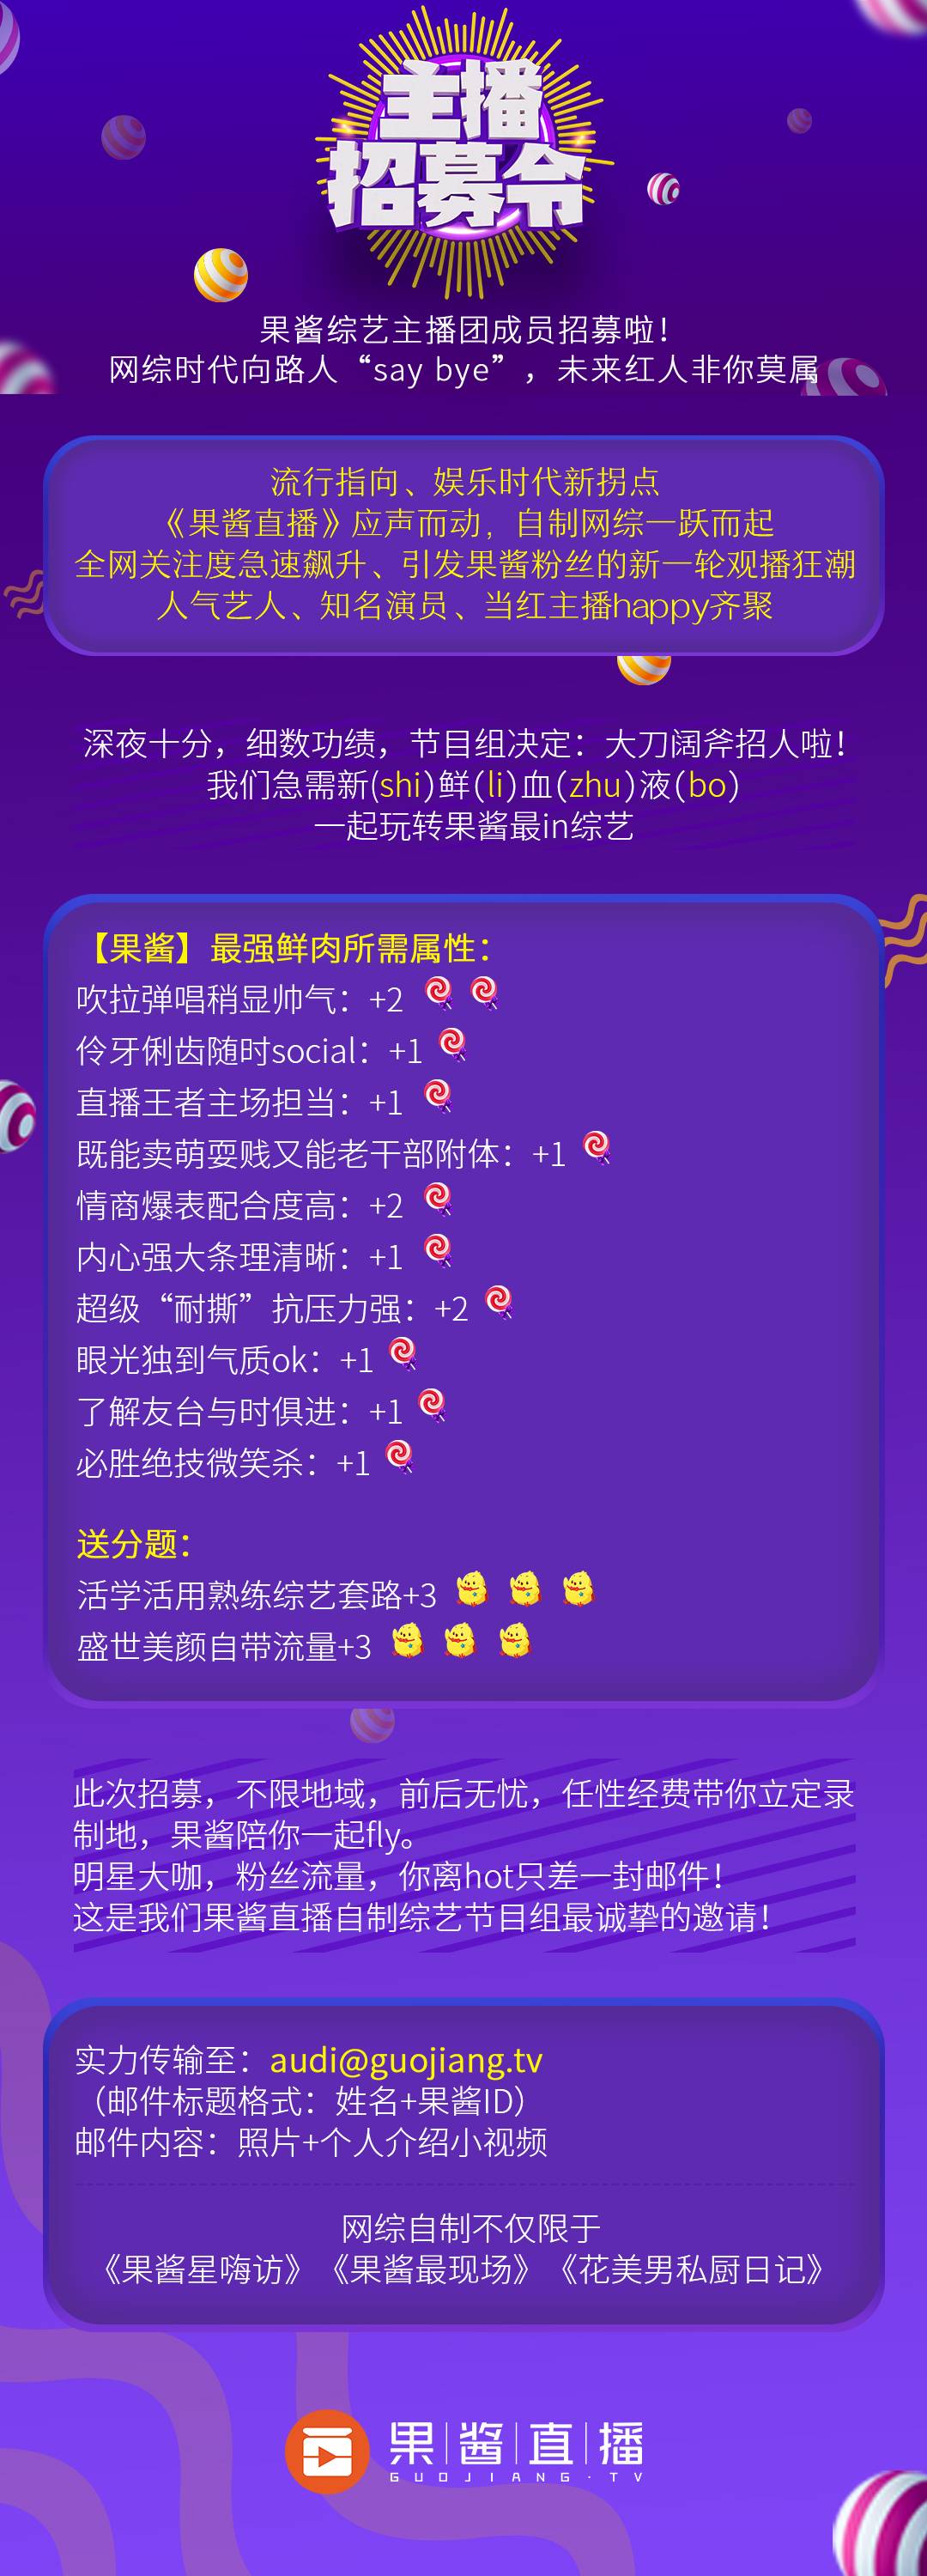 主播
招募令
果酱综艺主播团成员招募啦！
网综时代向路人“say bye”，未来红人非你莫属
流行指向、娱乐时代新拐点
《果酱直播》应声而动，自制网综一跃而起
全网关注度急速飙升、引发果酱粉丝的新一轮观播狂潮
人气艺人、知名演员、当红主播happy齐聚
深夜十分，细数功绩，节目组决定：大刀阔斧招人啦！
我们急需新(shi)鲜(li)血(zhu)液(bo)
一起玩转果酱最in综艺
【果酱】最强鲜肉所需属性：
吹拉弹唱稍显帅气：+2
伶牙俐齿随时social：+1
直播王者主场担当：+1
既能卖萌耍贱又能老干部附体：+1
情商爆表配合度高：+2
内心强大条理清晰：+1
超级“耐撕”抗压力强：+2
眼光独到气质ok：+1
了解友台与时俱进：+1
必胜绝技微笑杀：+1
送分题：
活学活用熟练综艺套路+3
盛世美颜自带流量+3
此次招募，不限地域，前后无忧，任性经费带你立定录
制地，果酱陪你一起fly。
明星大咖，粉丝流量，你离hot只差一封邮件！
这是我们果酱直播自制综艺节目组最诚挚的邀请！
实力传输至：audi@guojiang.tv
（邮件标题格式：姓名+果酱ID）
邮件内容：照片+个人介绍小视频
网综自制不仅限于
《果酱星嗨访》《果酱最现场》《花美男私厨日记》
果酱直播
GUOJIANG·TV